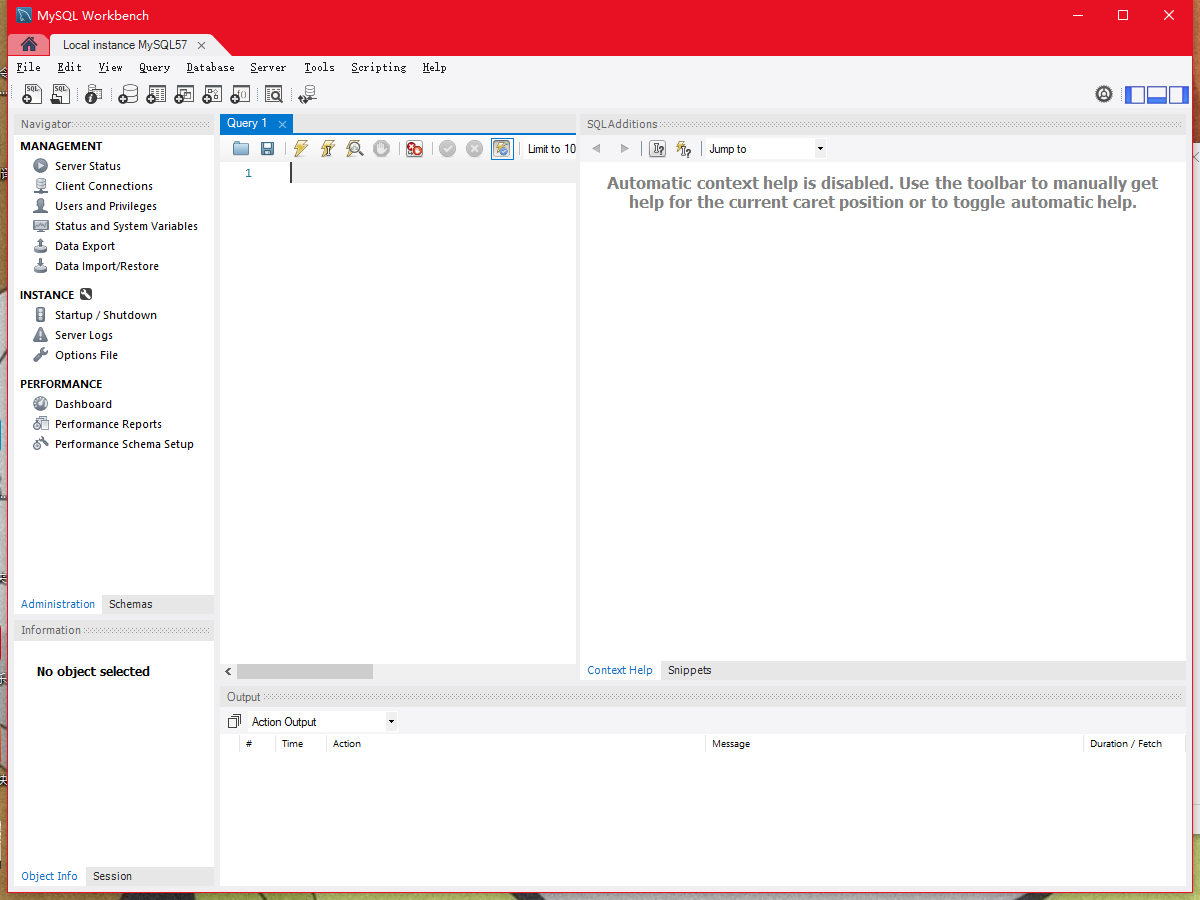 MySQL Workbench
Local instance MySQL57
File Edit View Query Database Server Tools Scripting Help
Navigator
MANAGEMENT
Server Status
Client Connections
Users and Privileges
Status and System Variables
Data Export
Data Import/Restore
INSTANCE
Startup / Shutdown
Server Logs
Options File
PERFORMANCE
Dashboard
Performance Reports
Performance Schema Setup
Administration Schemas
Information
No object selected
Object Info Session
Query 1
Limit to 10
1
SQLAdditions
Jump to
Automatic context help is disabled. Use the toolbar to manually get
help for the current caret position or to toggle automatic help.
Context Help Snippets
Output
Action Output
# Time Action Message Duration / Fetch